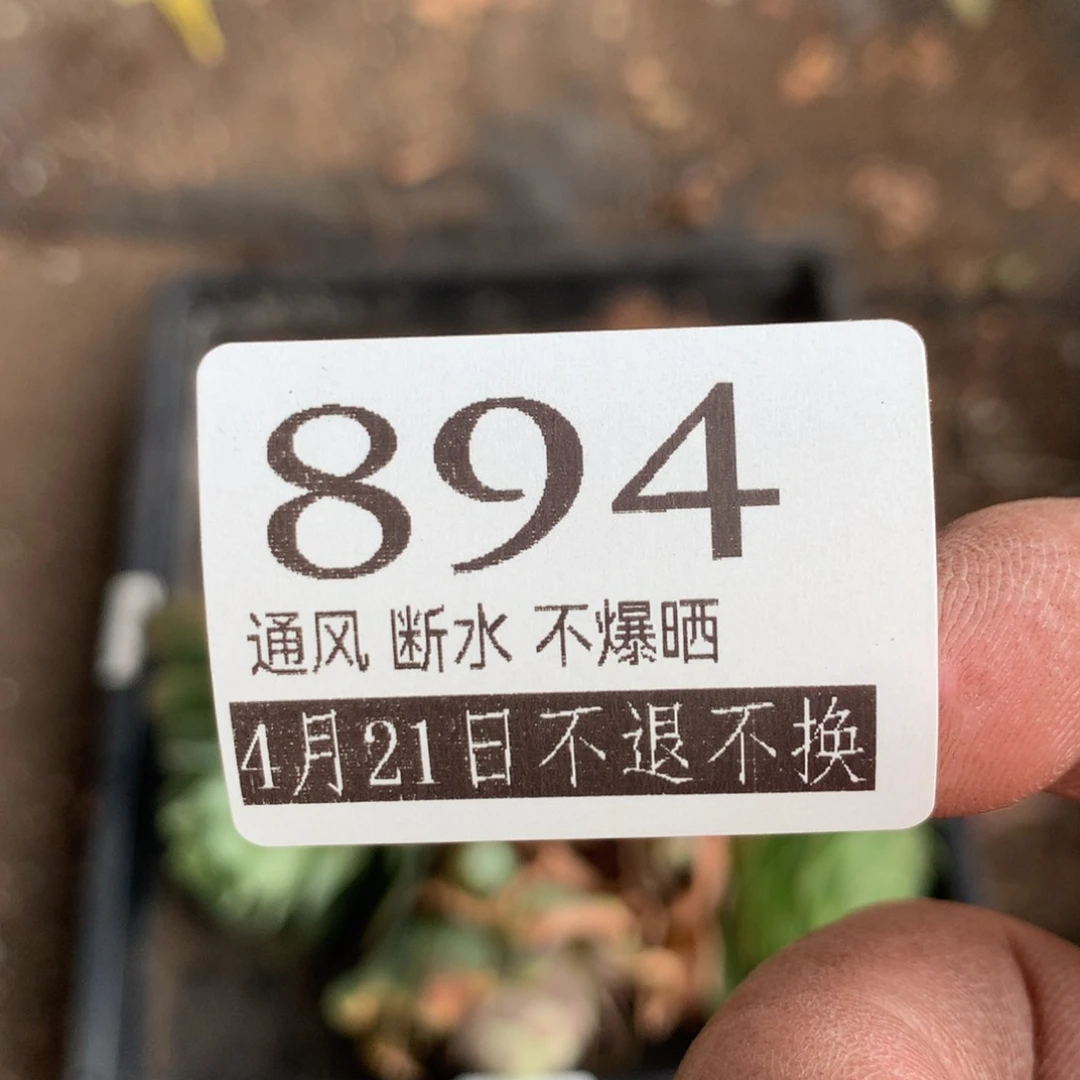 894
通风 断水 不爆晒
4月21日不退不换